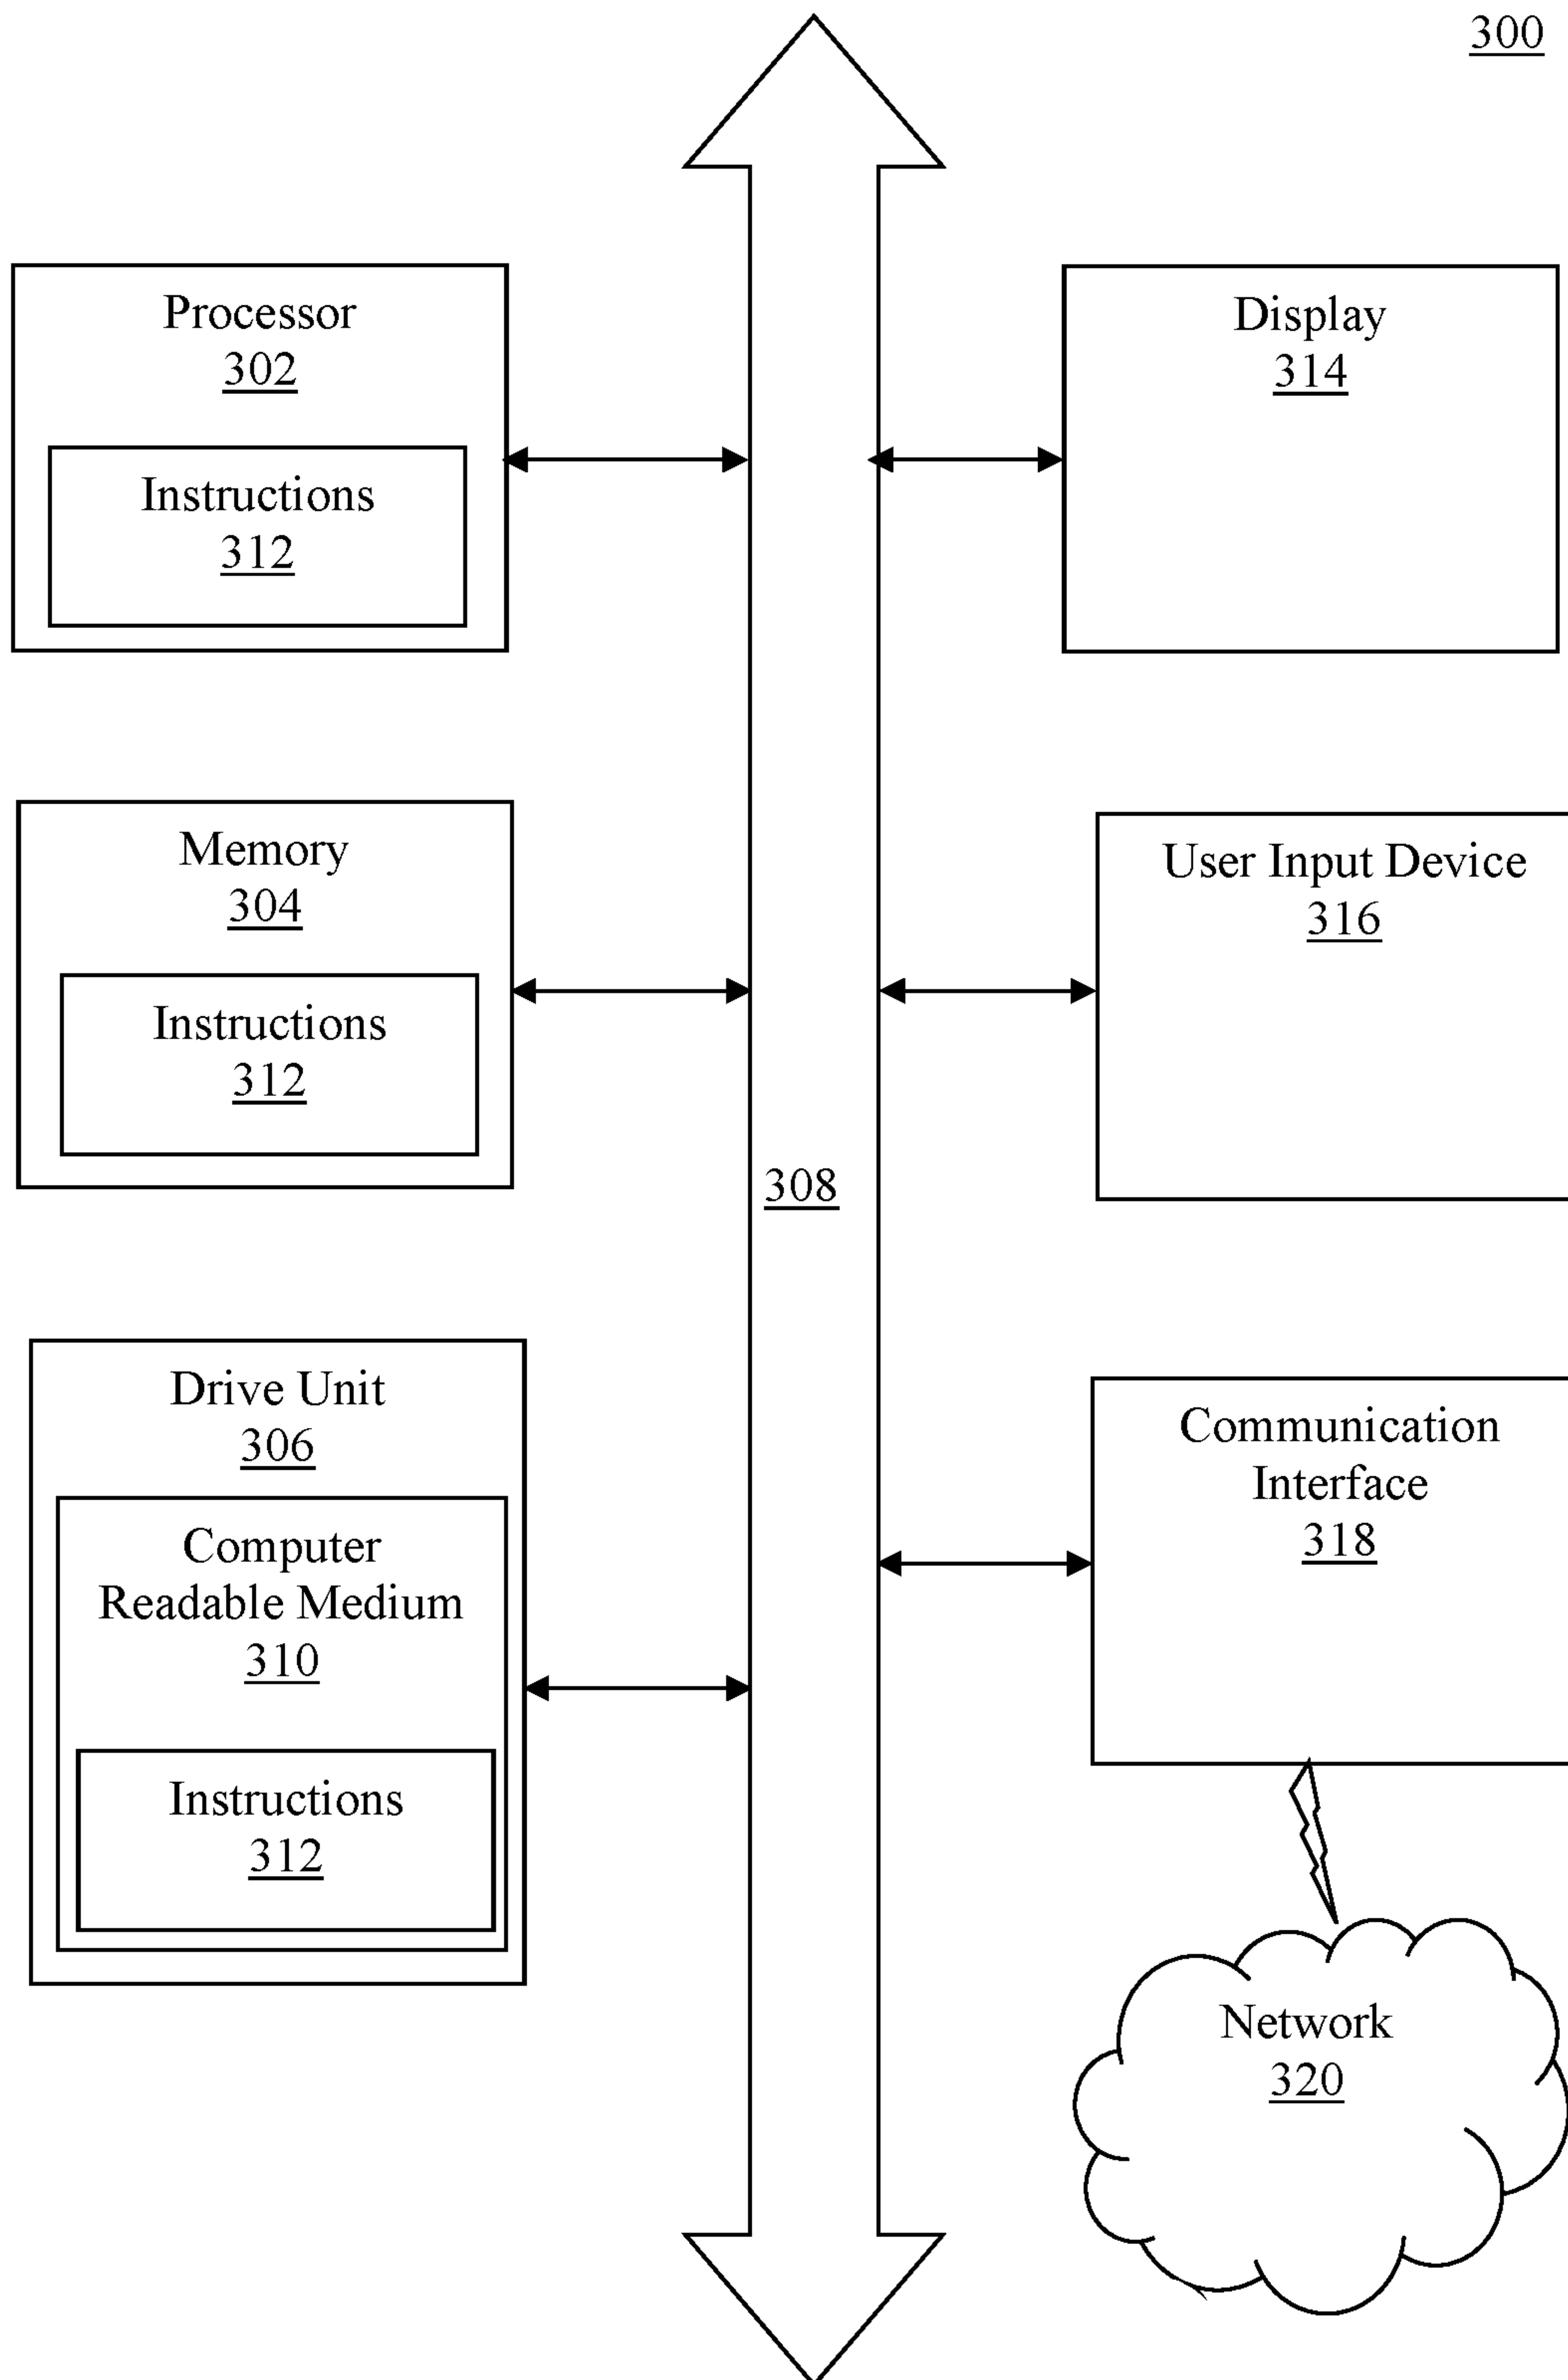 300
Processor
302
Instructions
312
Display
314
Memory
304
Instructions
312
User Input Device
316
308
Drive Unit
306
Computer
Readable Medium
310
Instructions
312
Communication
Interface
318
Network
320